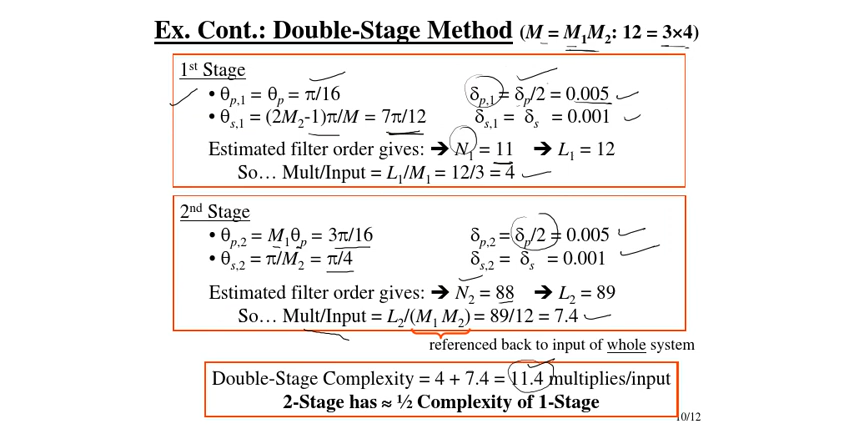 Ex. Cont.: Double-Stage Method (M = M₁M₂: 12 = 3×4)
1st Stage
• θp,1 = θp = π/16 δp,1 = δp/2 = 0.005
• θs,1 = (2M₂-1)π/M = 7π/12 δs,1 = δs = 0.001
Estimated filter order gives: ➔ N₁ = 11 ➔ L₁ = 12
So… Mult/Input = L₁/M₁ = 12/3 = 4
2nd Stage
• θp,2 = M₁θp = 3π/16 δp,2 = δp/2 = 0.005
• θs,2 = π/M₂ = π/4 δs,2 = δs = 0.001
Estimated filter order gives: ➔ N₂ = 88 ➔ L₂ = 89
So… Mult/Input = L₂/(M₁ M₂) = 89/12 = 7.4
referenced back to input of whole system
Double-Stage Complexity = 4 + 7.4 = 11.4 multiplies/input
2-Stage has ≈ ½ Complexity of 1-Stage
10/12